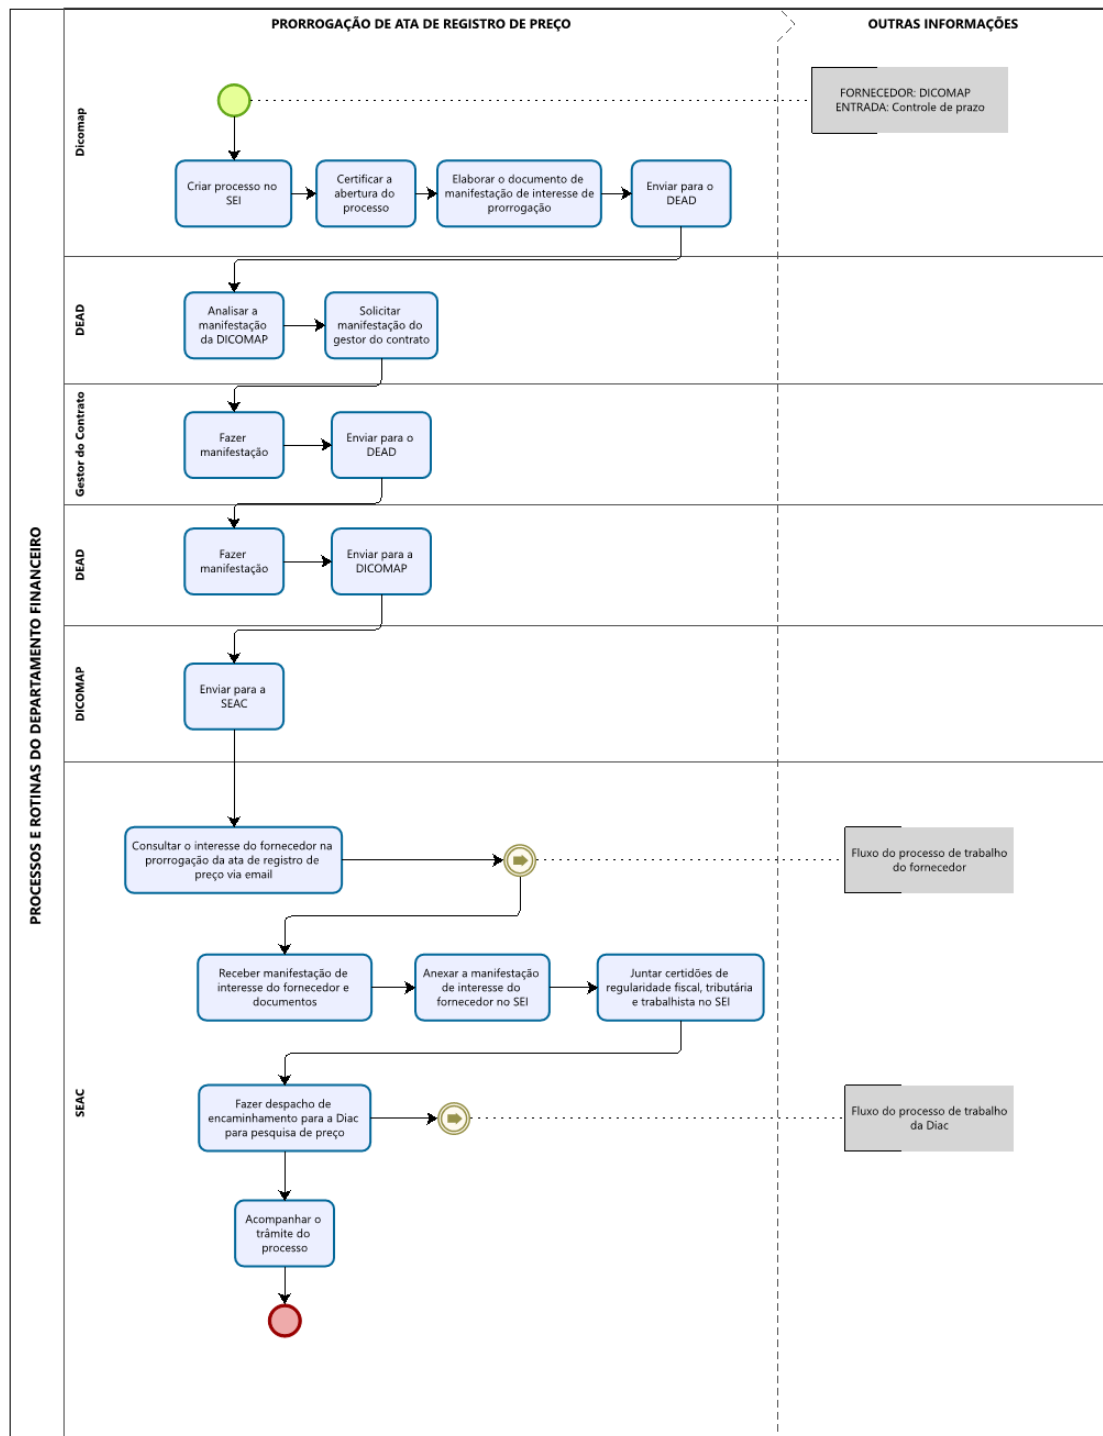 PRORROGAÇÃO DE ATA DE REGISTRO DE PREÇO
OUTRAS INFORMAÇÕES
PROCESSOS E ROTINAS DO DEPARTAMENTO FINANCEIRO
Dicomap
FORNECEDOR: DICOMAP
ENTRADA: Controle de prazo
Criar processo no
SEI
Certificar a
abertura do
processo
Elaborar o documento de
manifestação de interesse de
prorrogação
Enviar para o
DEAD
DEAD
Analisar a
manifestação
da DICOMAP
Solicitar
manifestação do
gestor do contrato
Gestor do Contrato
Fazer
manifestação
Enviar para o
DEAD
DEAD
Fazer
manifestação
Enviar para a
DICOMAP
DICOMAP
Enviar para a
SEAC
SEAC
Consultar o interesse do fornecedor na
prorrogação da ata de registro de
preço via email
Fluxo do processo de trabalho
do fornecedor
Receber manifestação de
interesse do fornecedor e
documentos
Anexar a manifestação
de interesse do
fornecedor no SEI
Juntar certidões de
regularidade fiscal, tributária
e trabalhista no SEI
Fazer despacho de
encaminhamento para a Diac
para pesquisa de preço
Fluxo do processo de trabalho
da Diac
Acompanhar o
trâmite do
processo